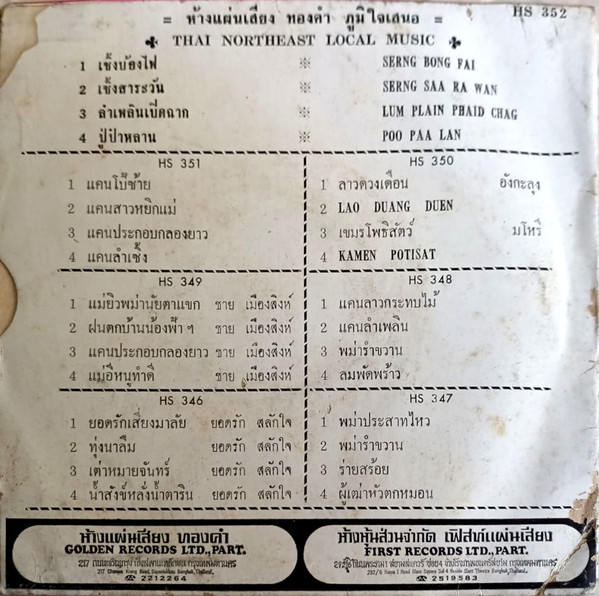 = ห้างแผ่นเสียง ทองคำ ภูมิใจเสนอ =
HS 352
THAI NORTHEAST LOCAL MUSIC
1 เซิ้งบ้องไฟ ※ SERNG BONG FAI
2 เซิ้งสาระวัน ※ SERNG SAA RA WAN
3 ลำเพลินเปิดฉาก ※ LUM PLAIN PHAID CHAG
4 ปู่ป๋าหลาน ※ POO PAA LAN
HS 351
1 แคนโบ๊ซ้าย
2 แคนสาวหยิกแม่
3 แคนประกอบกลองยาว
4 แคนลำเซิ้ง
HS 350
1 ลาวดวงเดือน อังกะลุง
2 LAO DUANG DUEN
3 เขมรโพธิสัตว์ มโหรี
4 KAMEN POTISAT
HS 349
1 แม่ยิวพม่านัยตาแขก ชาย เมืองสิงห์
2 ฝนตกบ้านน้องฟ้า ฯ ชาย เมืองสิงห์
3 แคนประกอบกลองยาว ชาย เมืองสิงห์
4 แม่อีหนูทำดี ชาย เมืองสิงห์
HS 348
1 แคนลาวกระทบไม้
2 แคนลำเพลิน
3 พม่ารำขวาน
4 ลมพัดพร้าว
HS 346
1 ยอดรักเสี่ยงมาลัย ยอดรัก สลักใจ
2 ทุ่งนาลืม ยอดรัก สลักใจ
3 เต่าหมายจันทร์ ยอดรัก สลักใจ
4 น้ำสังข์หลั่งน้ำตาริน ยอดรัก สลักใจ
HS 347
1 พม่าประสาทไหว
2 พม่ารำขวาน
3 ร่ายสร้อย
4 ผู้เฒ่าหัวตกหมอน
ห้างแผ่นเสียง ทองคำ
GOLDEN RECORDS LTD.,PART.
☎ 2212264
ห้างหุ้นส่วนจำกัด เฟิสท์แผ่นเสียง
FIRST RECORDS LTD.,PART.
☎ 2519583